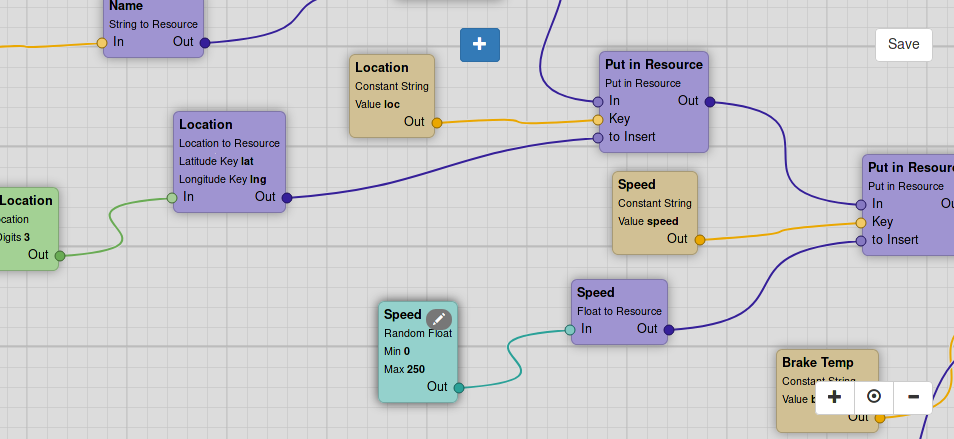 Name
String to Resource
In Out
Save
Location
Constant String
Value loc
Out
Put in Resource
Put in Resource
In Out
Key
to Insert
Location
Location to Resource
Latitude Key lat
Longitude Key lng
In Out
Location
Digits 3
Out
Speed
Constant String
Value speed
Out
Put in Resour
Put in Resource
In
Key
to Insert
Speed
Float to Resource
In Out
Speed
Random Float
Min 0
Max 250
Out
Brake Temp
Constant String
Value b
Out